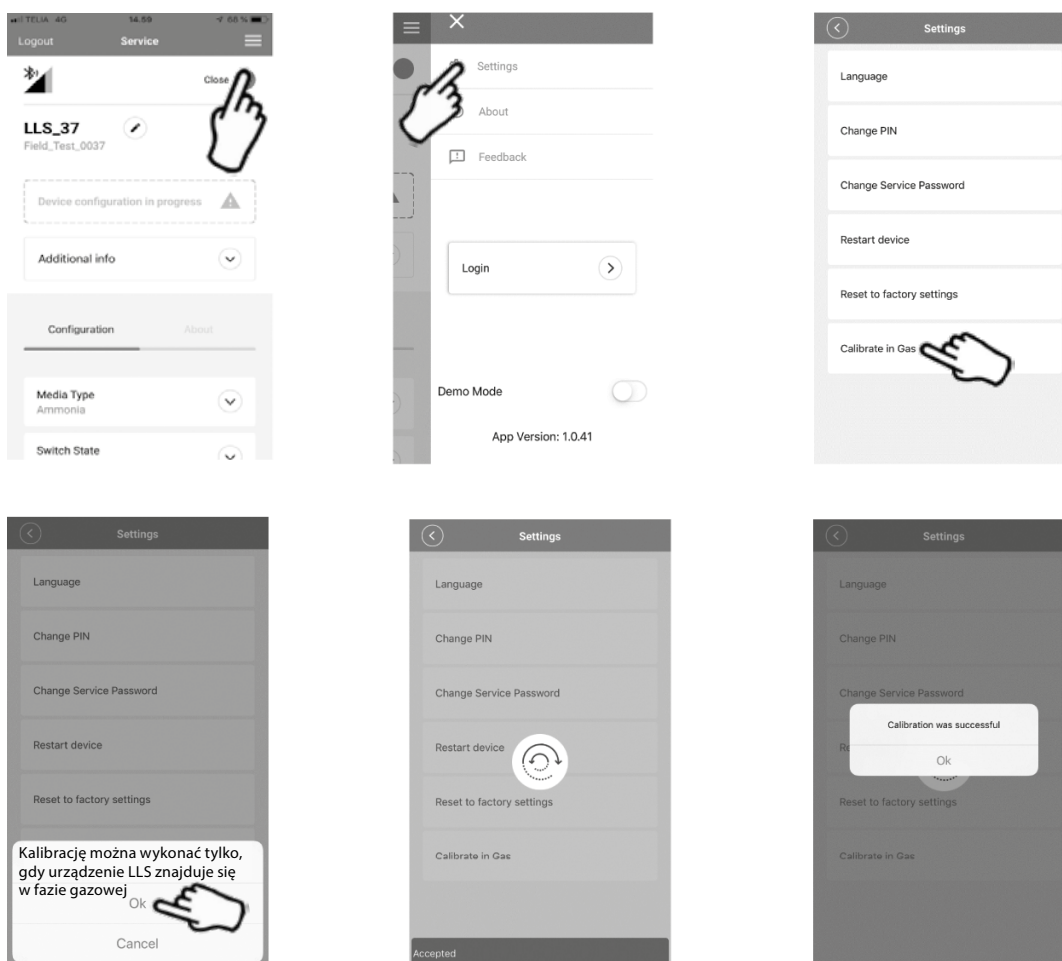 TELIA 4G 14.59 66 %
Logout Service
Close
LLS_37
Field_Test_0037
Device configuration in progress
Additional info
Configuration About
Media Type
Ammonia
Switch State
Settings
About
Feedback
Login
Demo Mode
App Version: 1.0.41
Settings
Language
Change PIN
Change Service Password
Restart device
Reset to factory settings
Calibrate in Gas
Settings
Language
Change PIN
Change Service Password
Restart device
Reset to factory settings
Kalibrację można wykonać tylko,
gdy urządzenie LLS znajduje się
w fazie gazowej
Ok
Cancel
Settings
Language
Change PIN
Change Service Password
Restart device
Reset to factory settings
Calibrate in Gas
Accepted
Settings
Language
Change PIN
Change Service Password
Calibration was successful
Re
Ok
Reset to factory settings
Calibrate in Gas